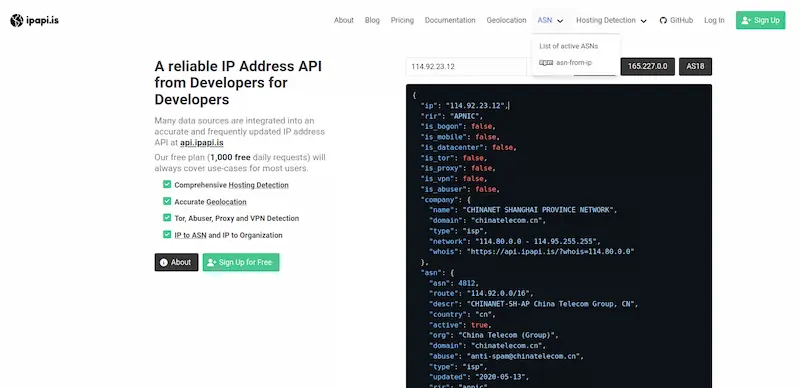 ipapi.is
About Blog Pricing Documentation Geolocation ASN Hosting Detection GitHub Log In Sign Up
List of active ASNs
asn-from-ip
A reliable IP Address API
from Developers for
Developers
Many data sources are integrated into an
accurate and frequently updated IP address
API at api.ipapi.is
Our free plan (1,000 free daily requests) will
always cover use-cases for most users.
Comprehensive Hosting Detection
Accurate Geolocation
Tor, Abuser, Proxy and VPN Detection
IP to ASN and IP to Organization
About Sign Up for Free
114.92.23.12 165.227.0.0 AS18
{
"ip": "114.92.23.12",
"rir": "APNIC",
"is_bogon": false,
"is_mobile": false,
"is_datacenter": false,
"is_tor": false,
"is_proxy": false,
"is_vpn": false,
"is_abuser": false,
"company": {
"name": "CHINANET SHANGHAI PROVINCE NETWORK",
"domain": "chinatelecom.cn",
"type": "isp",
"network": "114.80.0.0 - 114.95.255.255",
"whois": "https://api.ipapi.is/?whois=114.80.0.0"
},
"asn": {
"asn": 4812,
"route": "114.92.0.0/16",
"descr": "CHINANET-SH-AP China Telecom Group, CN",
"country": "cn",
"active": true,
"org": "China Telecom (Group)",
"domain": "chinatelecom.cn",
"abuse": "anti-spam@chinatelecom.cn",
"type": "isp",
"updated": "2020-05-13",
"rir": "apnic",